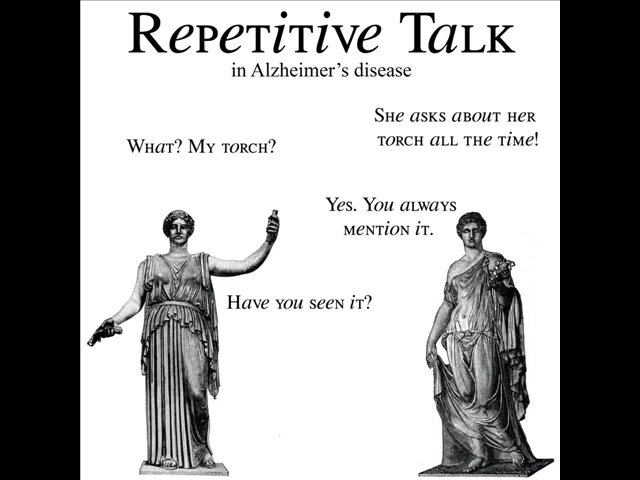 Repetitive Talk
in Alzheimer's disease
She asks about her
torch all the time!
What? My torch?
Yes. You always
mention it.
Have you seen it?